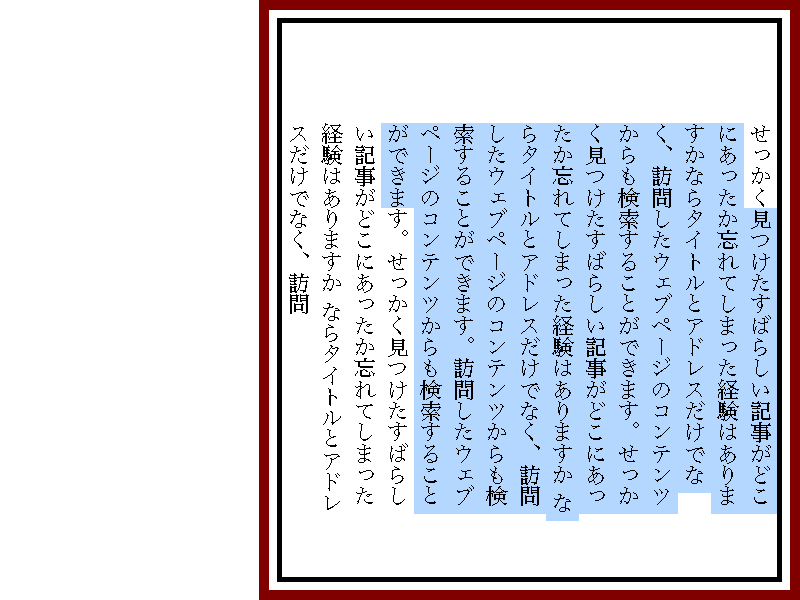 せっかく見つけたすばらしい記事がどこ
にあったか忘れてしまった経験はありま
すかならタイトルとアドレスだけでな
く、訪問したウェブページのコンテンツ
からも検索することができます。せっか
く見つけたすばらしい記事がどこにあっ
たか忘れてしまった経験はありますか な
らタイトルとアドレスだけでなく、訪問
したウェブページのコンテンツからも検
索することができます。訪問したウェブ
ページのコンテンツからも検索すること
ができます。せっかく見つけたすばらし
い記事がどこにあったか忘れてしまった
経験はありますか ならタイトルとアドレ
スだけでなく、訪問